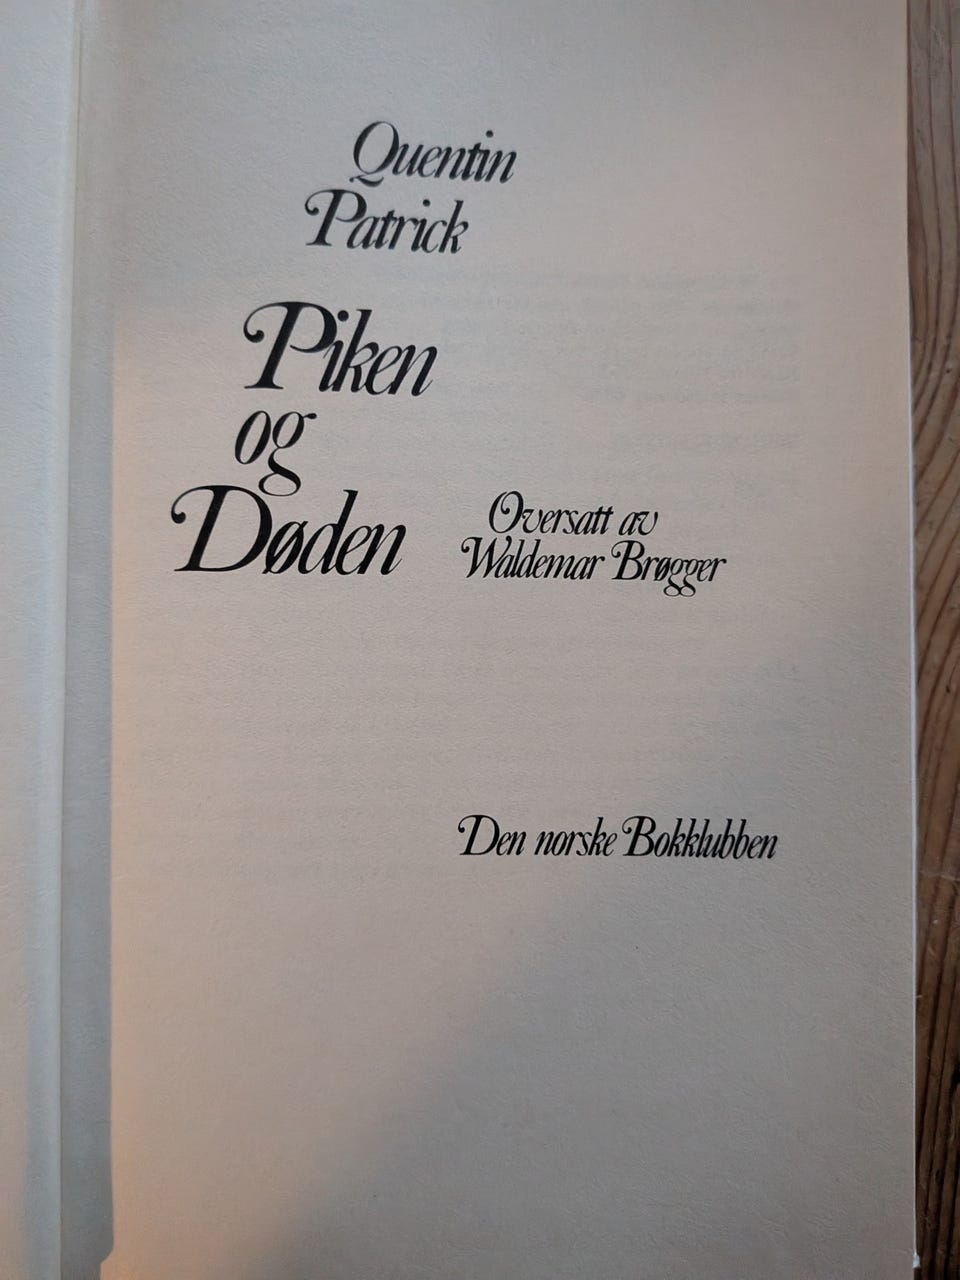 Quentin
Patrick
Piken
og
Døden
Oversatt av
Waldemar Brøgger
Den norske Bokklubben